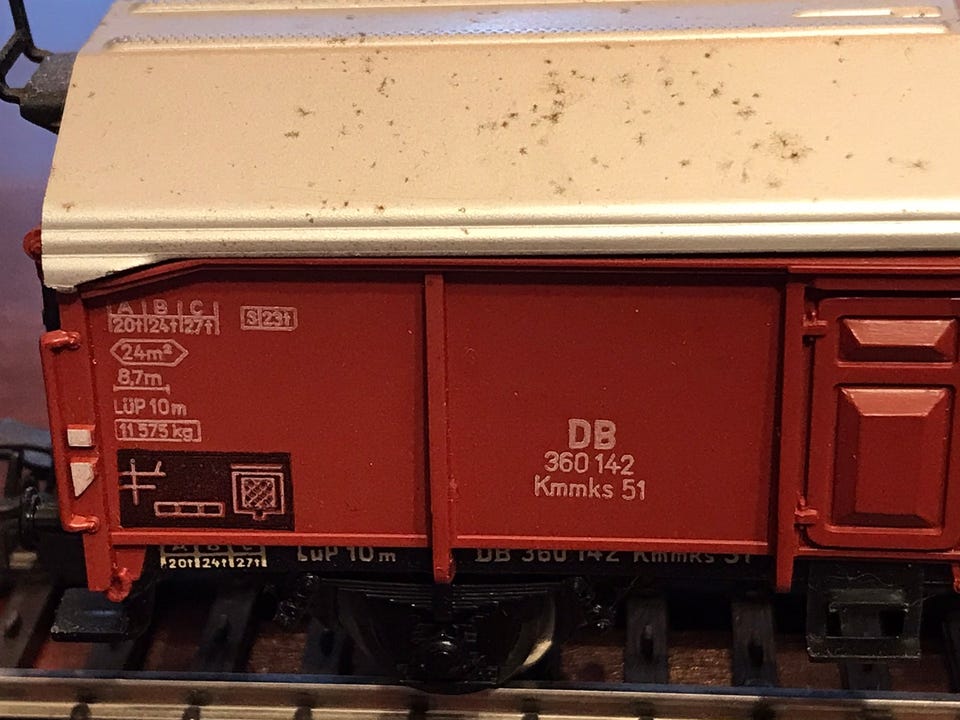 A B C
20t 24t 27t
S 23t
24m²
8,7m
LÜP 10m
11 575 kg
DB
360 142
Kmmks 51
A B C
20t 24t 27t
LüP 10m
DB 360 142 Kmmks 51